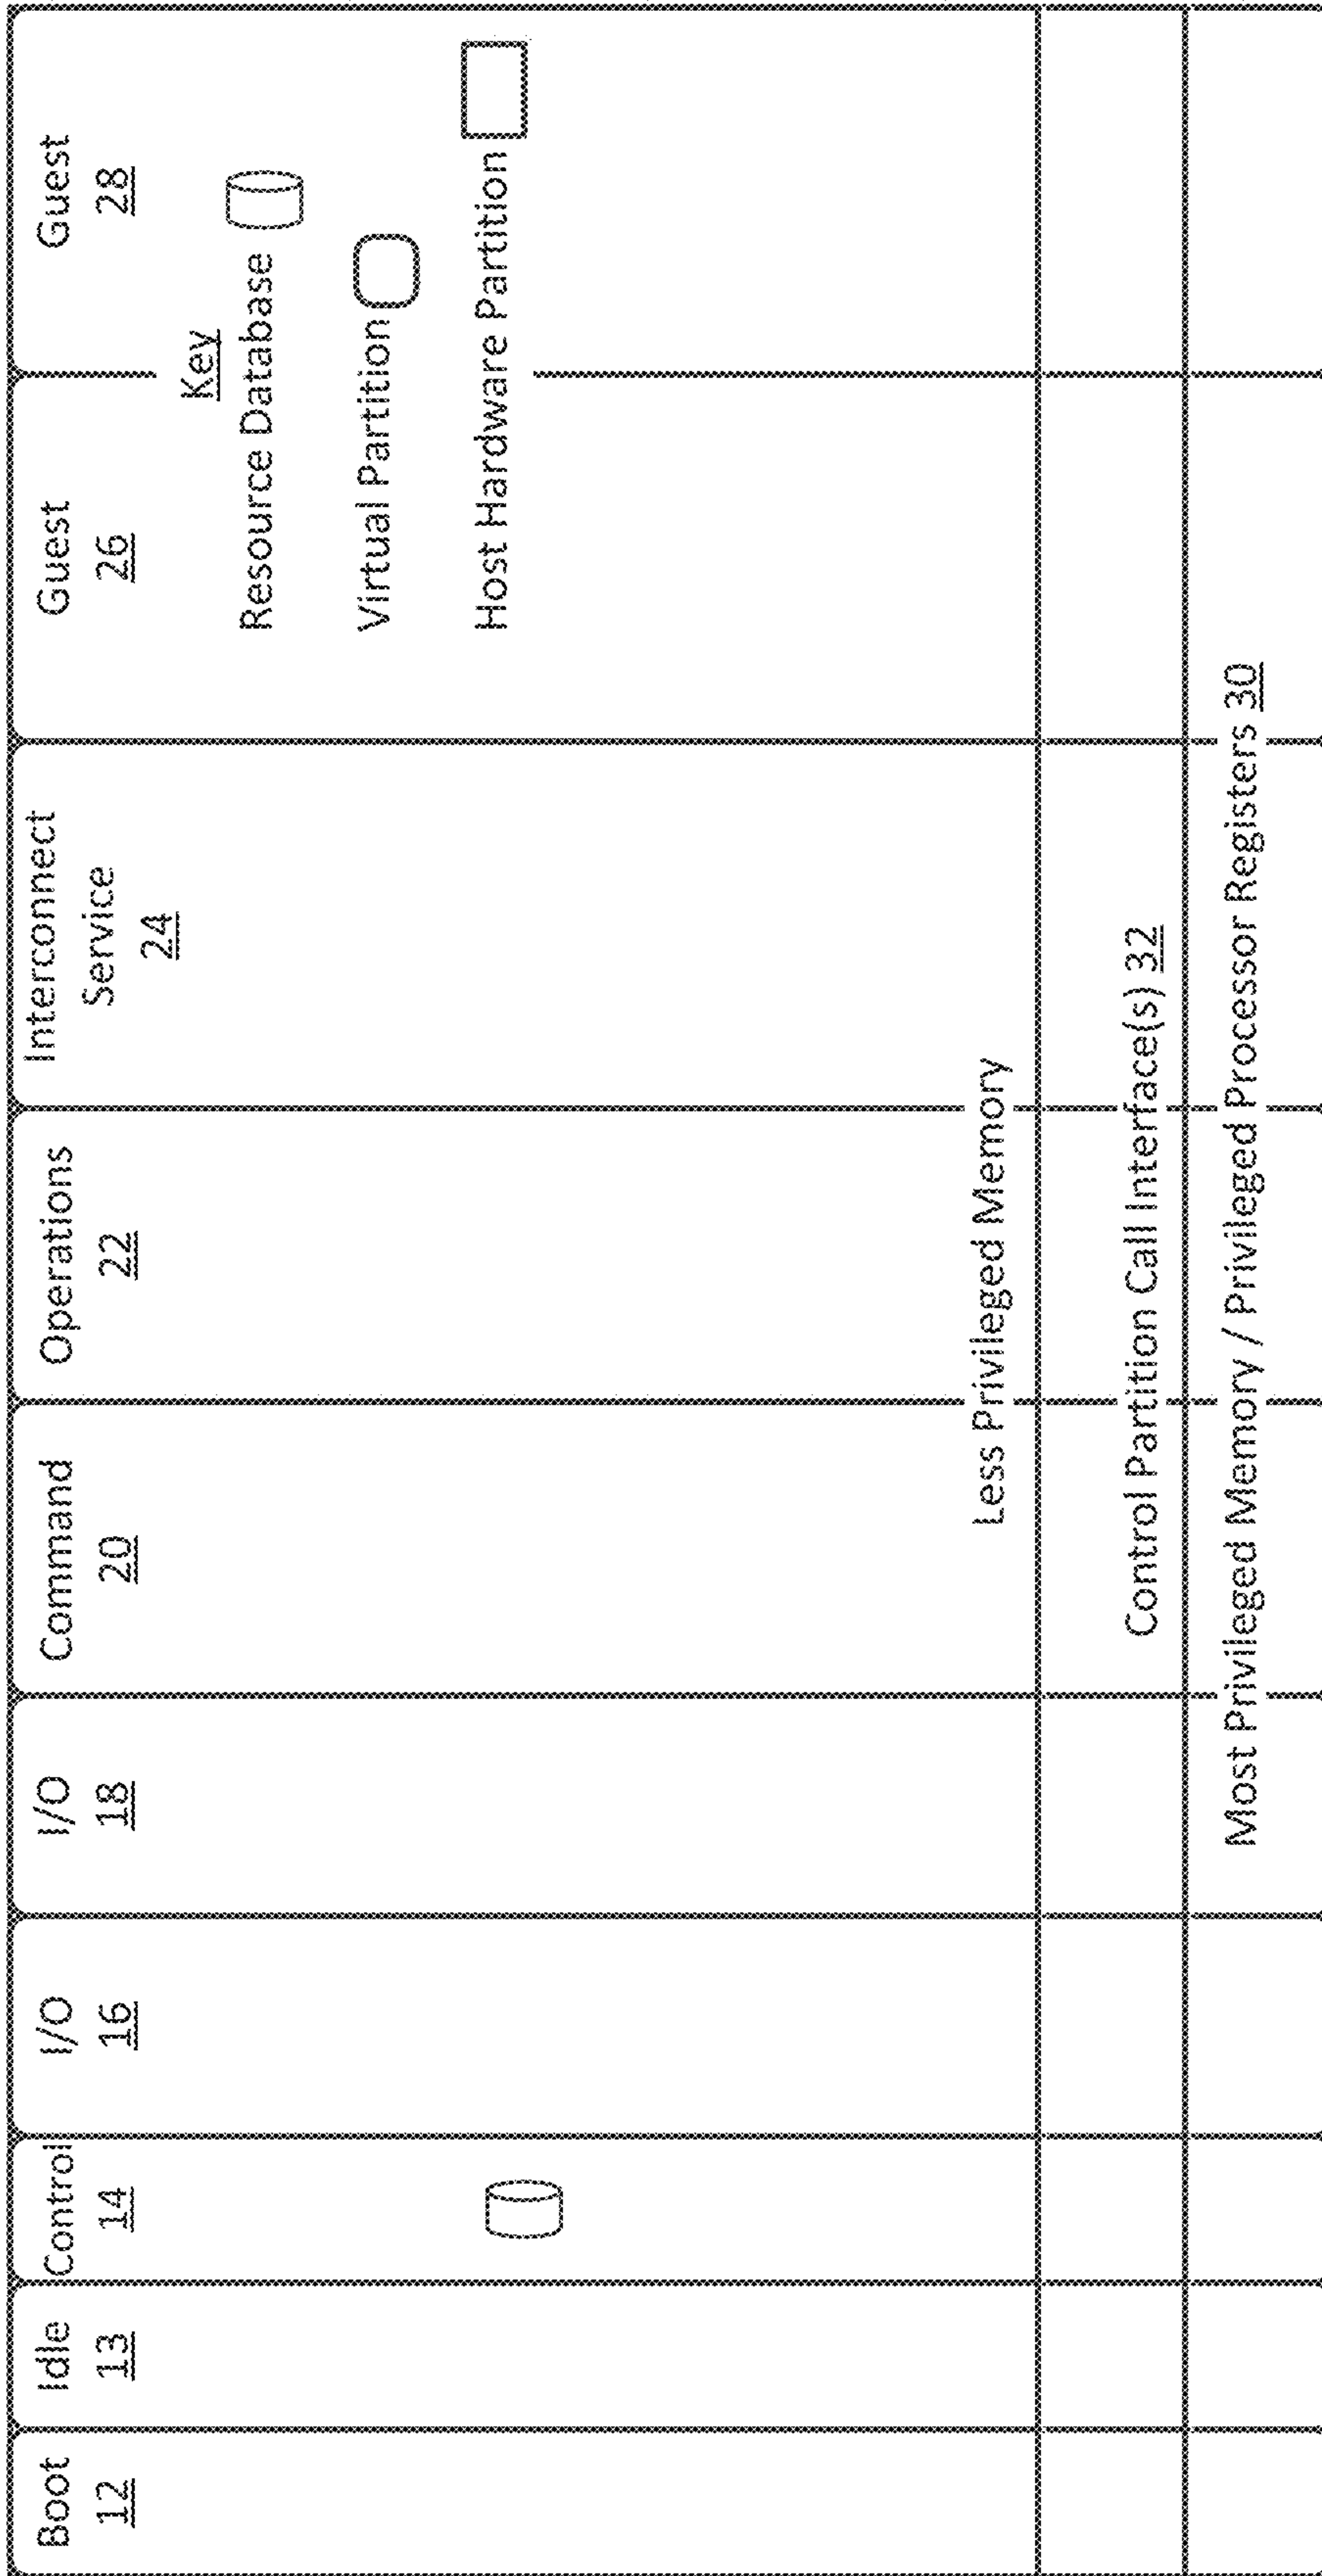 Boot
12
Idle
13
Control
14
I/O
16
I/O
18
Command
20
Operations
22
Interconnect
Service
24
Guest
26
Guest
28
Key
Resource Database
Virtual Partition
Host Hardware Partition
Less Privileged Memory
Control Partition Call Interface(s) 32
Most Privileged Memory / Privileged Processor Registers 30